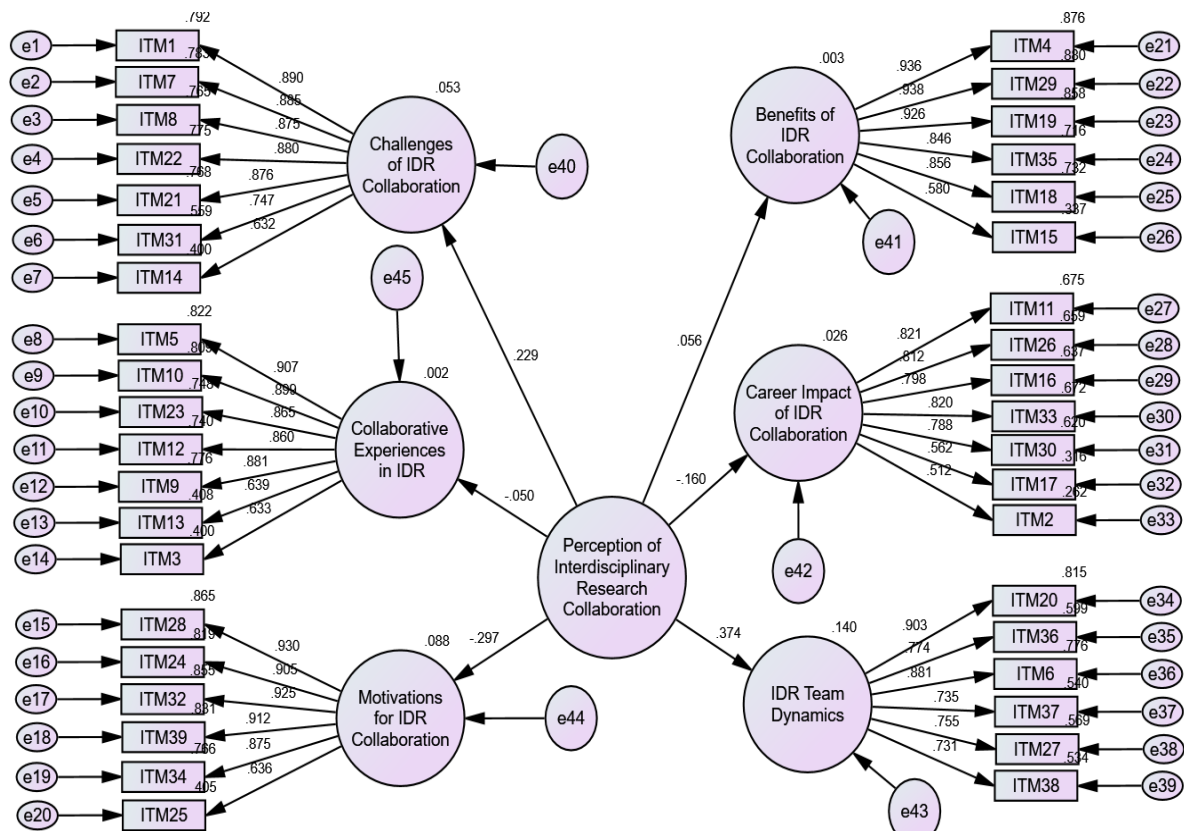 .792
e1
ITM1
e2
ITM7
.765
e3
ITM8
.775
e4
ITM22
.768
e5
ITM21
.559
e6
ITM31
.400
e7
ITM14
.890
.885
.875
.880
.876
.747
.632
.053
Challenges
of IDR
Collaboration
e40
e45
.822
e8
ITM5
e9
ITM10
.748
e10
ITM23
.740
e11
ITM12
.776
e12
ITM9
.408
e13
ITM13
.400
e14
ITM3
.907
.899
.865
.860
.881
.639
.633
.002
Collaborative
Experiences
in IDR
.865
e15
ITM28
.819
e16
ITM24
.855
e17
ITM32
.831
e18
ITM39
.766
e19
ITM34
.405
e20
ITM25
.930
.905
.925
.912
.875
.636
.088
Motivations
for IDR
Collaboration
e44
.229
-.050
-.297
Perception of
Interdisciplinary
Research
Collaboration
.056
-.160
.374
.003
Benefits of
IDR
Collaboration
e41
.936
.938
.926
.846
.856
.580
.876
ITM4
e21
.880
ITM29
e22
.858
ITM19
e23
.716
ITM35
e24
.732
ITM18
e25
.337
ITM15
e26
.026
Career Impact
of IDR
Collaboration
e42
.821
.812
.798
.820
.788
.562
.512
.675
ITM11
e27
.659
ITM26
e28
.637
ITM16
e29
.672
ITM33
e30
.620
ITM30
e31
.316
ITM17
e32
.262
ITM2
e33
.140
IDR Team
Dynamics
e43
.903
.774
.881
.735
.755
.731
.815
ITM20
e34
.599
ITM36
e35
.776
ITM6
e36
.540
ITM37
e37
.569
ITM27
e38
.534
ITM38
e39